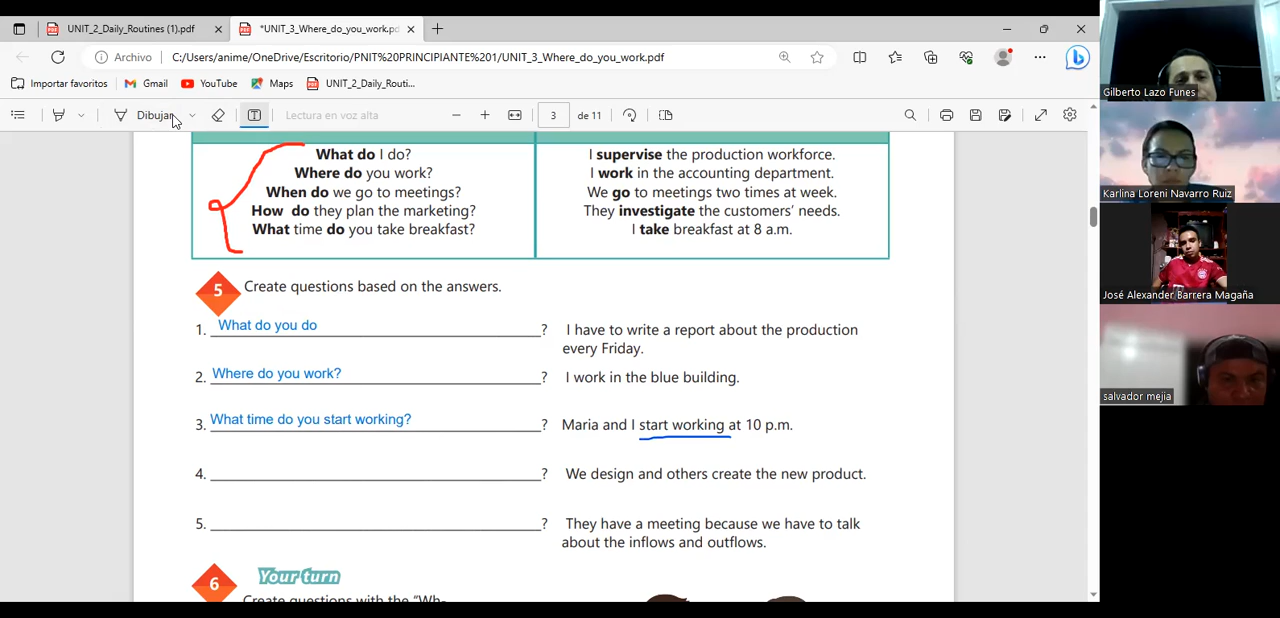 UNIT_2_Daily_Routines (1).pdf
*UNIT_3_Where_do_you_work.pd
Archivo
C:/Users/anime/OneDrive/Escritorio/PNIT%20PRINCIPIANTE%201/UNIT_3_Where_do_you_work.pdf
Importar favoritos
Gmail
YouTube
Maps
UNIT_2_Daily_Routi...
Dibujar
Lectura en voz alta
3
de 11
What do I do?
I supervise the production workforce.
Where do you work?
I work in the accounting department.
When do we go to meetings?
We go to meetings two times at week.
How do they plan the marketing?
They investigate the customers' needs.
What time do you take breakfast?
I take breakfast at 8 a.m.
5 Create questions based on the answers.
1. What do you do ? I have to write a report about the production
every Friday.
2. Where do you work? ? I work in the blue building.
3. What time do you start working? ? Maria and I start working at 10 p.m.
4. ? We design and others create the new product.
5. ? They have a meeting because we have to talk
about the inflows and outflows.
6 Your turn
Create questions with the "Wh-
Gilberto Lazo Funes
Karlina Loreni Navarro Ruiz
José Alexander Barrera Magaña
salvador mejia